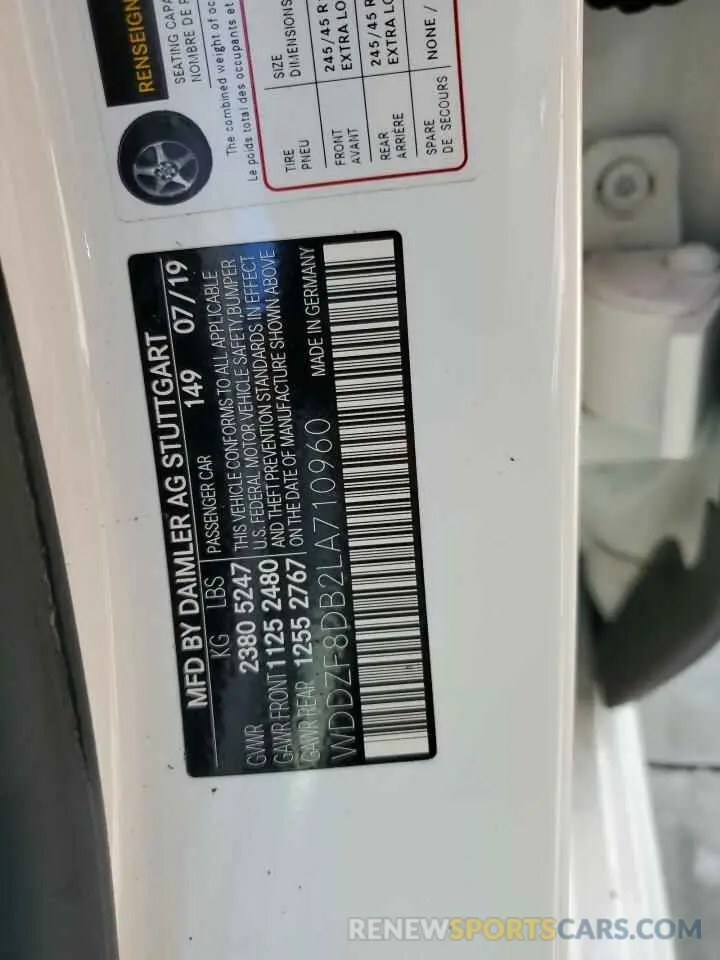 RENSEIGN
SEATING CAPA
NOMBRE DE P
The combined weight of oc
Le poids total des occupants et
TIRE SIZE
PNEU DIMENSIONS
FRONT 245/45 R
AVANT EXTRA LO
REAR 245/45 R
ARRIÈRE EXTRA LO
SPARE NONE /
DE SECOURS
MFD BY DAIMLER AG STUTTGART
KG LBS PASSENGER CAR 149 07/19
GVWR 2380 5247 THIS VEHICLE CONFORMS TO ALL APPLICABLE
GAWR FRONT 1125 2480 U.S. FEDERAL MOTOR VEHICLE SAFETY, BUMPER
GAWR REAR 1255 2767 AND THEFT PREVENTION STANDARDS IN EFFECT
ON THE DATE OF MANUFACTURE SHOWN ABOVE
WDDZF8DB2LA710960 MADE IN GERMANY
RENEWSPORTSCARS.COM